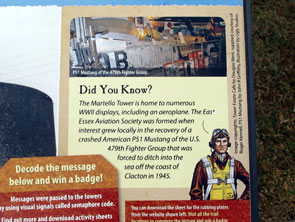 P51 Mustang of the 479th Fighter Group.
Did You Know?
The Martello Tower is home to numerous
WWII displays, including an aeroplane. The East
Essex Aviation Society was formed when
interest grew locally in the recovery of a
crashed American P51 Mustang of the U.S.
479th Fighter Group that was
forced to ditch into the
sea off the coast of
Clacton in 1945.
Decode the message
below and win a badge!
Messages were passed to the towers
by using visual signals called semaphore code.
Find out more and download activity sheets
You can download the sheet for the rubbing plates
from the website shown left. Visit all the trail